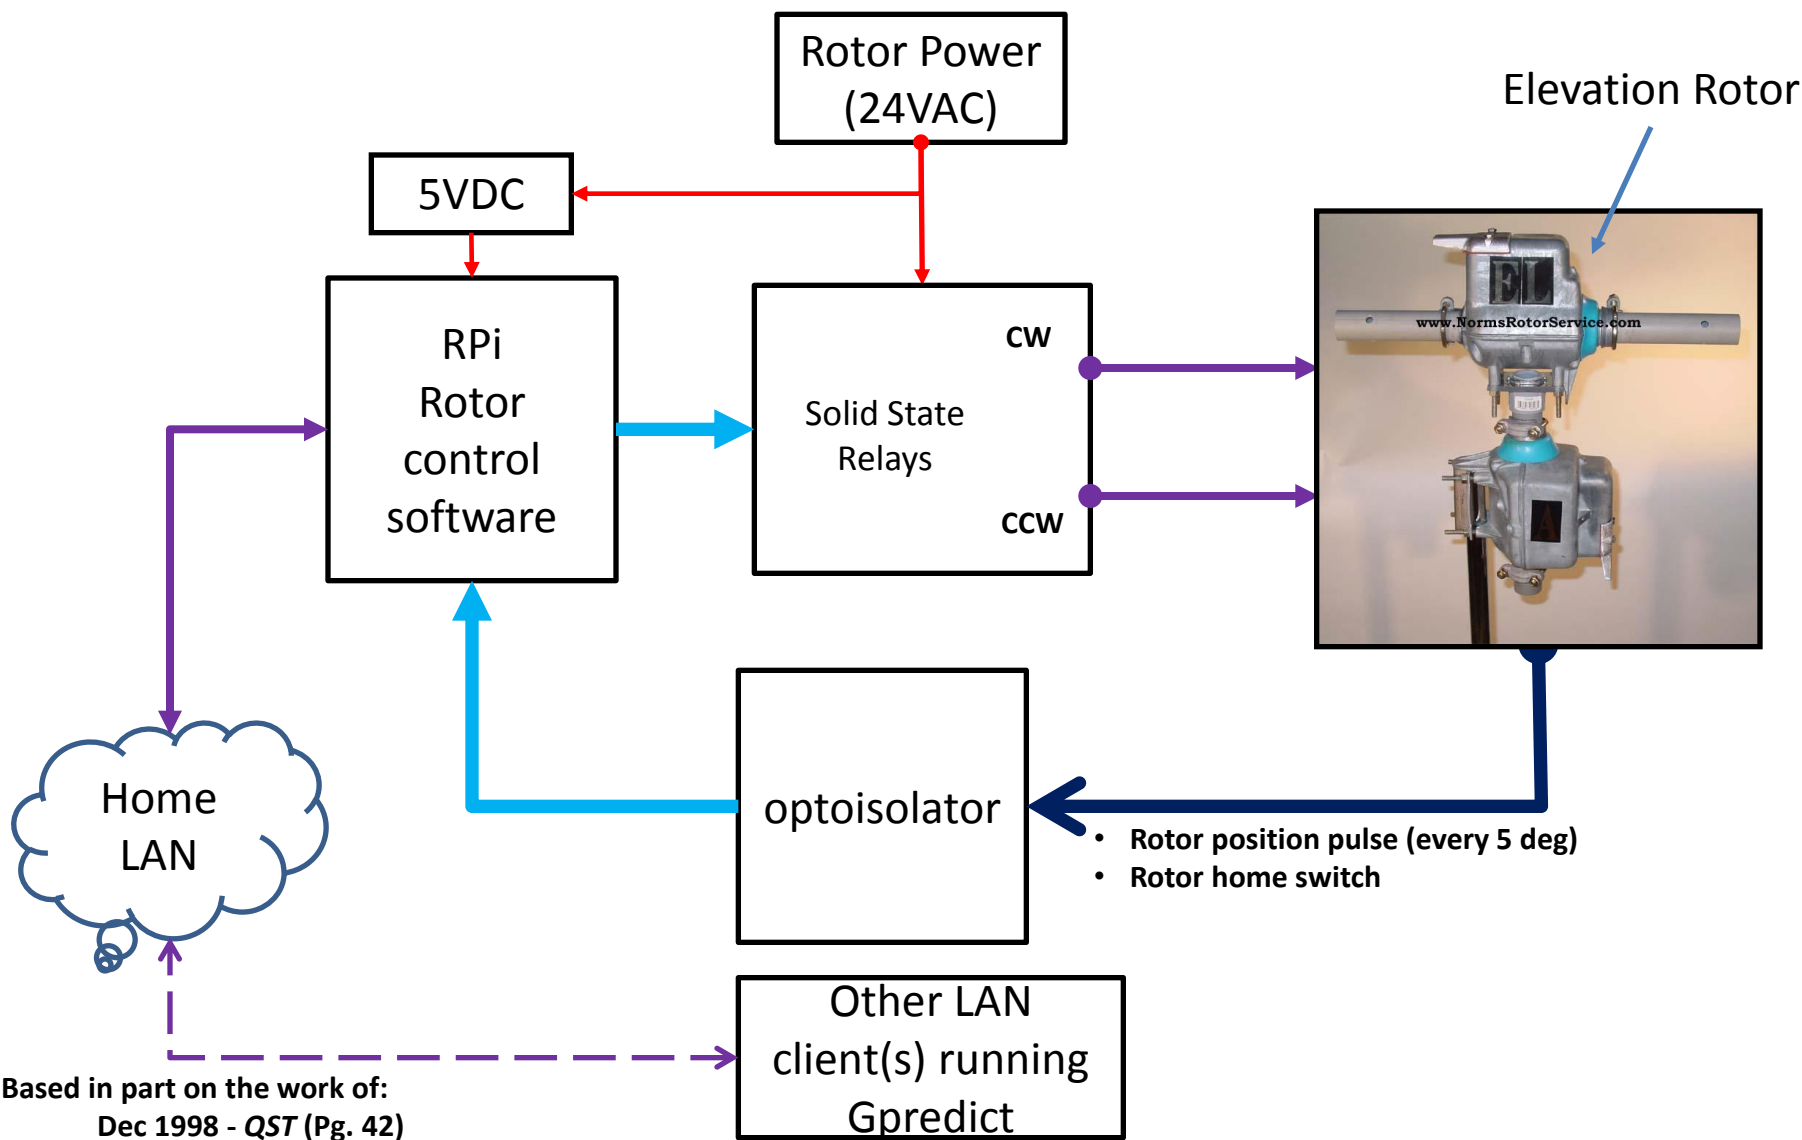 Rotor Power
(24VAC)
Elevation Rotor
5VDC
EL
www.NormsRotorService.com
RPi
Rotor
control
software
CW
Solid State
Relays
CCW
A
Home
LAN
optoisolator
• Rotor position pulse (every 5 deg)
• Rotor home switch
Other LAN
client(s) running
Gpredict
Based in part on the work of:
Dec 1998 - QST (Pg. 42)